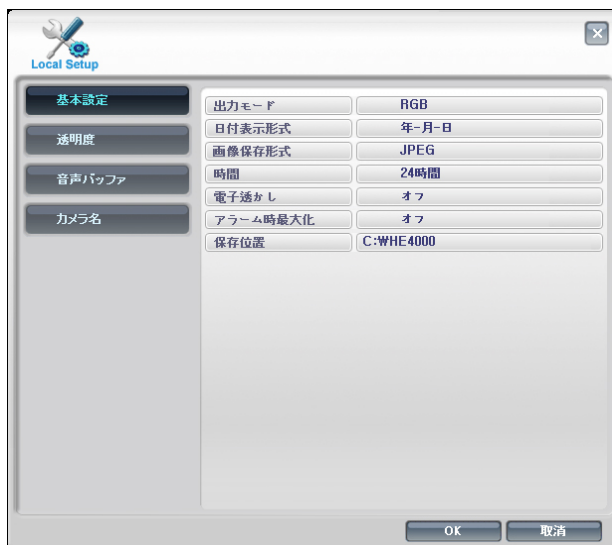 Local Setup
基本設定
透明度
音声バッファ
カメラ名
出力モード RGB
日付表示形式 年-月-日
画像保存形式 JPEG
時間 24時間
電子透かし オフ
アラーム時最大化 オフ
保存位置 C:₩HE4000
OK 取消